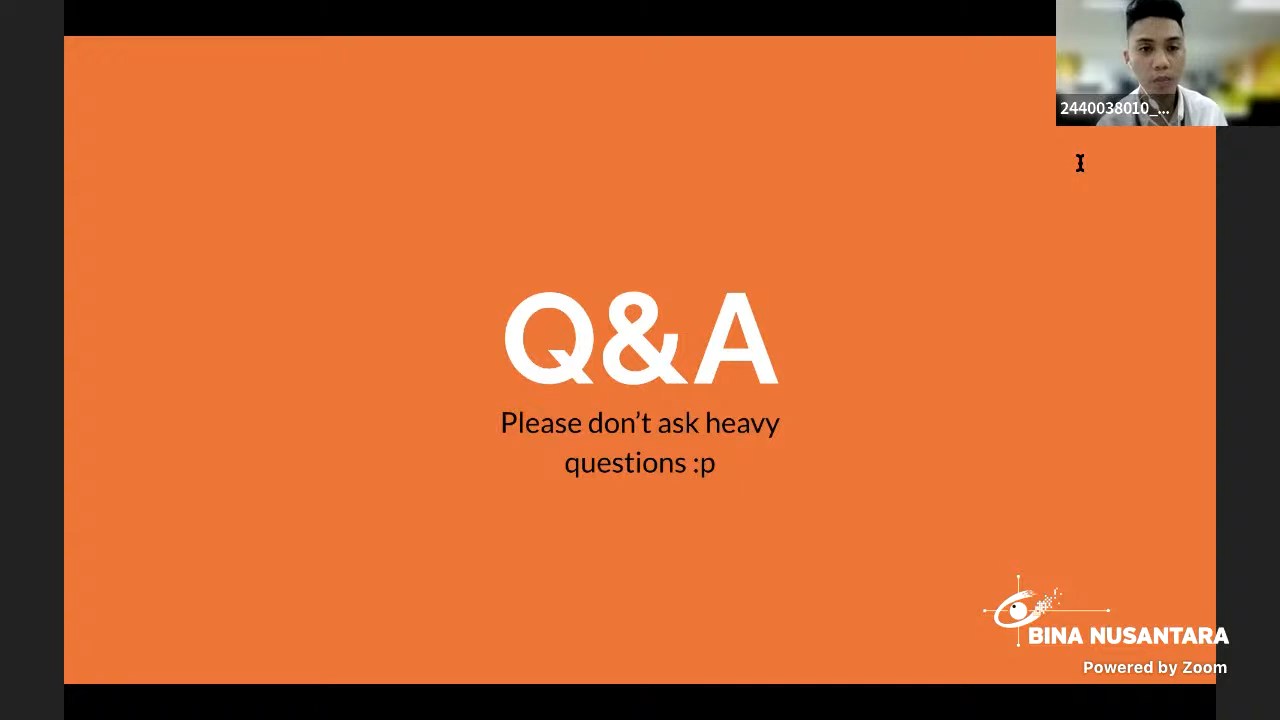 2440038010_...
Q&A
Please don’t ask heavy
questions :p
BINA NUSANTARA
Powered by Zoom